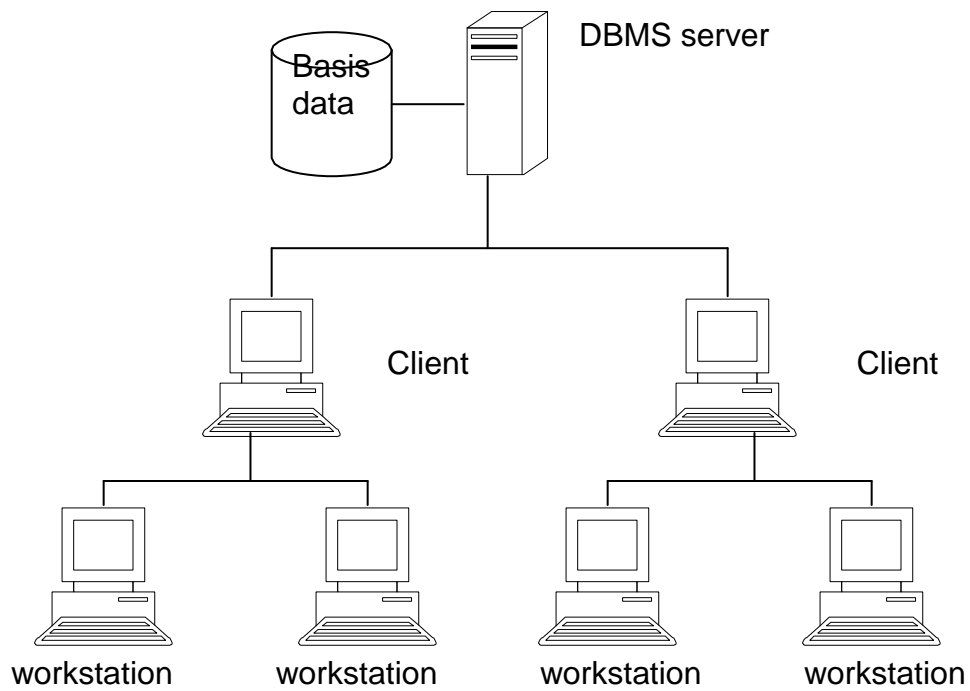 DBMS server
Basis
data
Client
Client
workstation
workstation
workstation
workstation